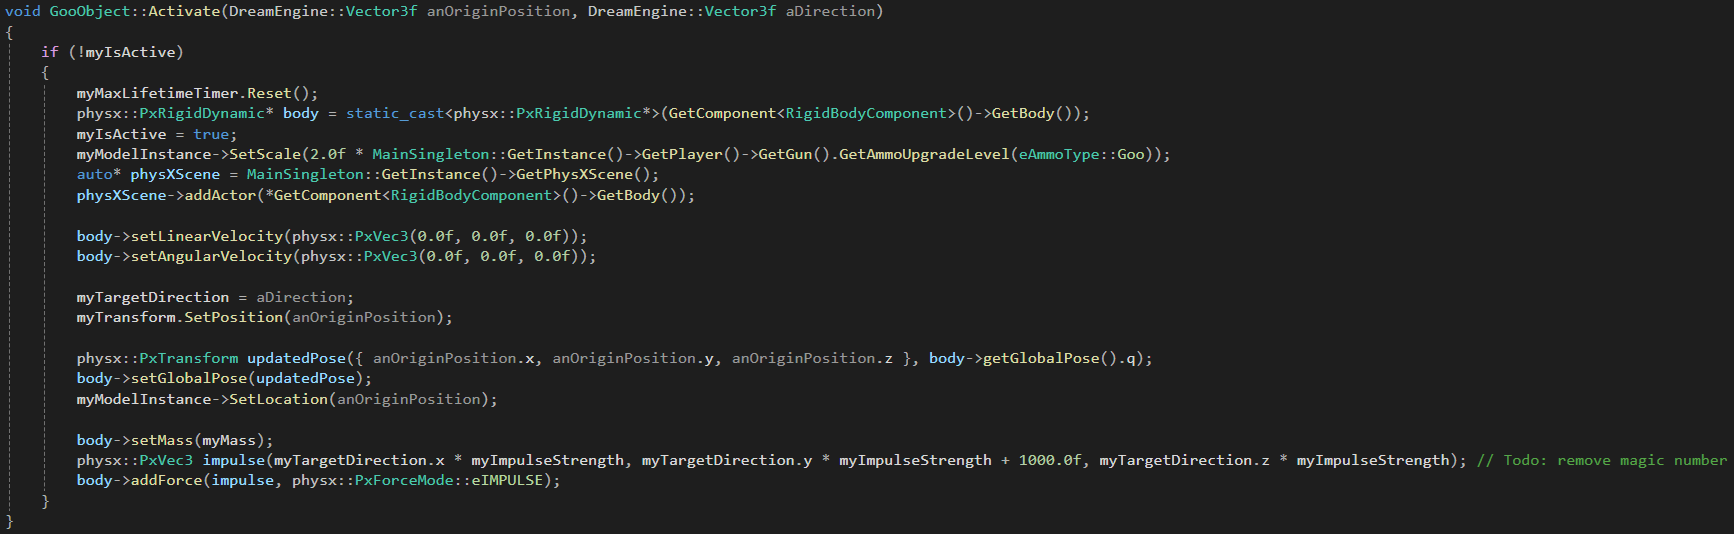 void GooObject::Activate(DreamEngine::Vector3f anOriginPosition, DreamEngine::Vector3f aDirection)
{
    if (!myIsActive)
    {
        myMaxLifetimeTimer.Reset();
        physx::PxRigidDynamic* body = static_cast<physx::PxRigidDynamic*>(GetComponent<RigidBodyComponent>()->GetBody());
        myIsActive = true;
        myModelInstance->SetScale(2.0f * MainSingleton::GetInstance()->GetPlayer()->GetGun().GetAmmoUpgradeLevel(eAmmoType::Goo));
        auto* physXScene = MainSingleton::GetInstance()->GetPhysXScene();
        physXScene->addActor(*GetComponent<RigidBodyComponent>()->GetBody());

        body->setLinearVelocity(physx::PxVec3(0.0f, 0.0f, 0.0f));
        body->setAngularVelocity(physx::PxVec3(0.0f, 0.0f, 0.0f));

        myTargetDirection = aDirection;
        myTransform.SetPosition(anOriginPosition);

        physx::PxTransform updatedPose({ anOriginPosition.x, anOriginPosition.y, anOriginPosition.z }, body->getGlobalPose().q);
        body->setGlobalPose(updatedPose);
        myModelInstance->SetLocation(anOriginPosition);

        body->setMass(myMass);
        physx::PxVec3 impulse(myTargetDirection.x * myImpulseStrength, myTargetDirection.y * myImpulseStrength + 1000.0f, myTargetDirection.z * myImpulseStrength); // Todo: remove magic number
        body->addForce(impulse, physx::PxForceMode::eIMPULSE);
    }
}